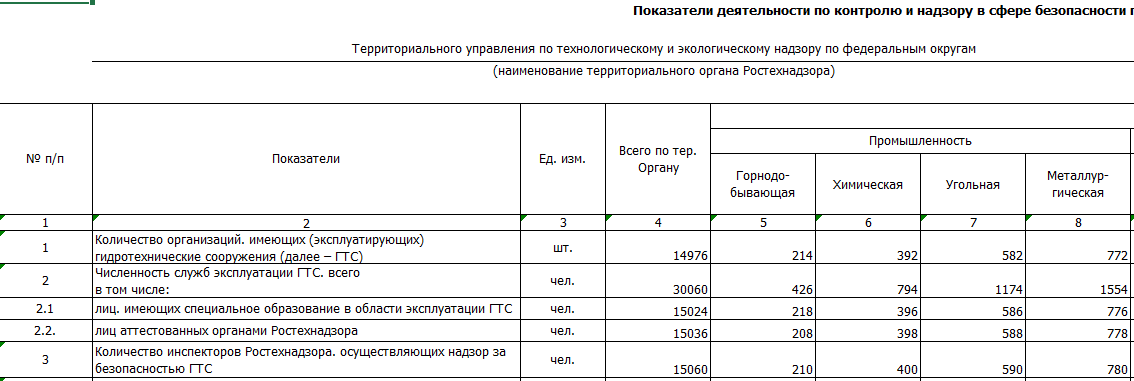 Показатели деятельности по контролю и надзору в сфере безопасности
Территориального управления по технологическому и экологическому надзору по федеральным округам
(наименование территориального органа Ростехнадзора)
№ п/п Показатели Ед. изм. Всего по тер. Органу Промышленность
Горнодо-
бывающая Химическая Угольная Металлур-
гическая
1 2 3 4 5 6 7 8
1 Количество организаций. имеющих (эксплуатирующих)
гидротехнические сооружения (далее – ГТС) шт. 14976 214 392 582 772
2 Численность служб эксплуатации ГТС. всего
в том числе: чел. 30060 426 794 1174 1554
2.1 лиц. имеющих специальное образование в области эксплуатации ГТС чел. 15024 218 396 586 776
2.2. лиц аттестованных органами Ростехнадзора чел. 15036 208 398 588 778
3 Количество инспекторов Ростехнадзора. осуществляющих надзор за
безопасностью ГТС чел. 15060 210 400 590 780